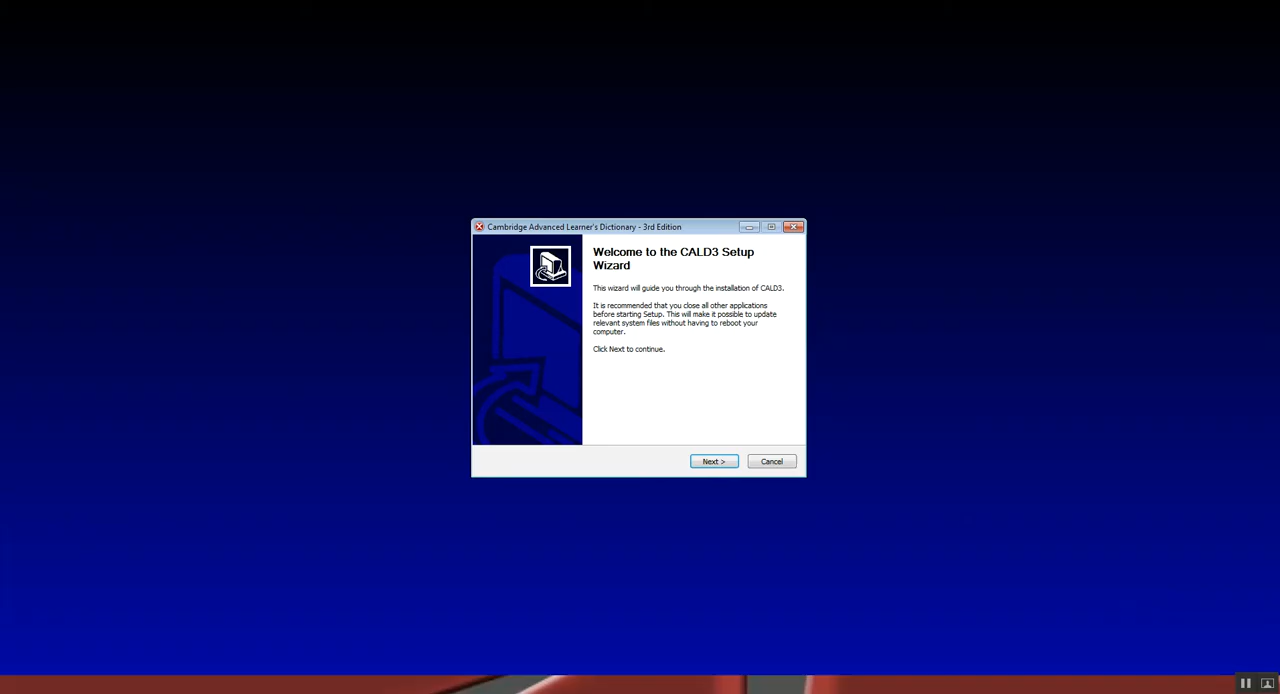 Cambridge Advanced Learner's Dictionary - 3rd Edition
Welcome to the CALD3 Setup
Wizard
This wizard will guide you through the installation of CALD3.
It is recommended that you close all other applications
before starting Setup. This will make it possible to update
relevant system files without having to reboot your
computer.
Click Next to continue.
Next >
Cancel